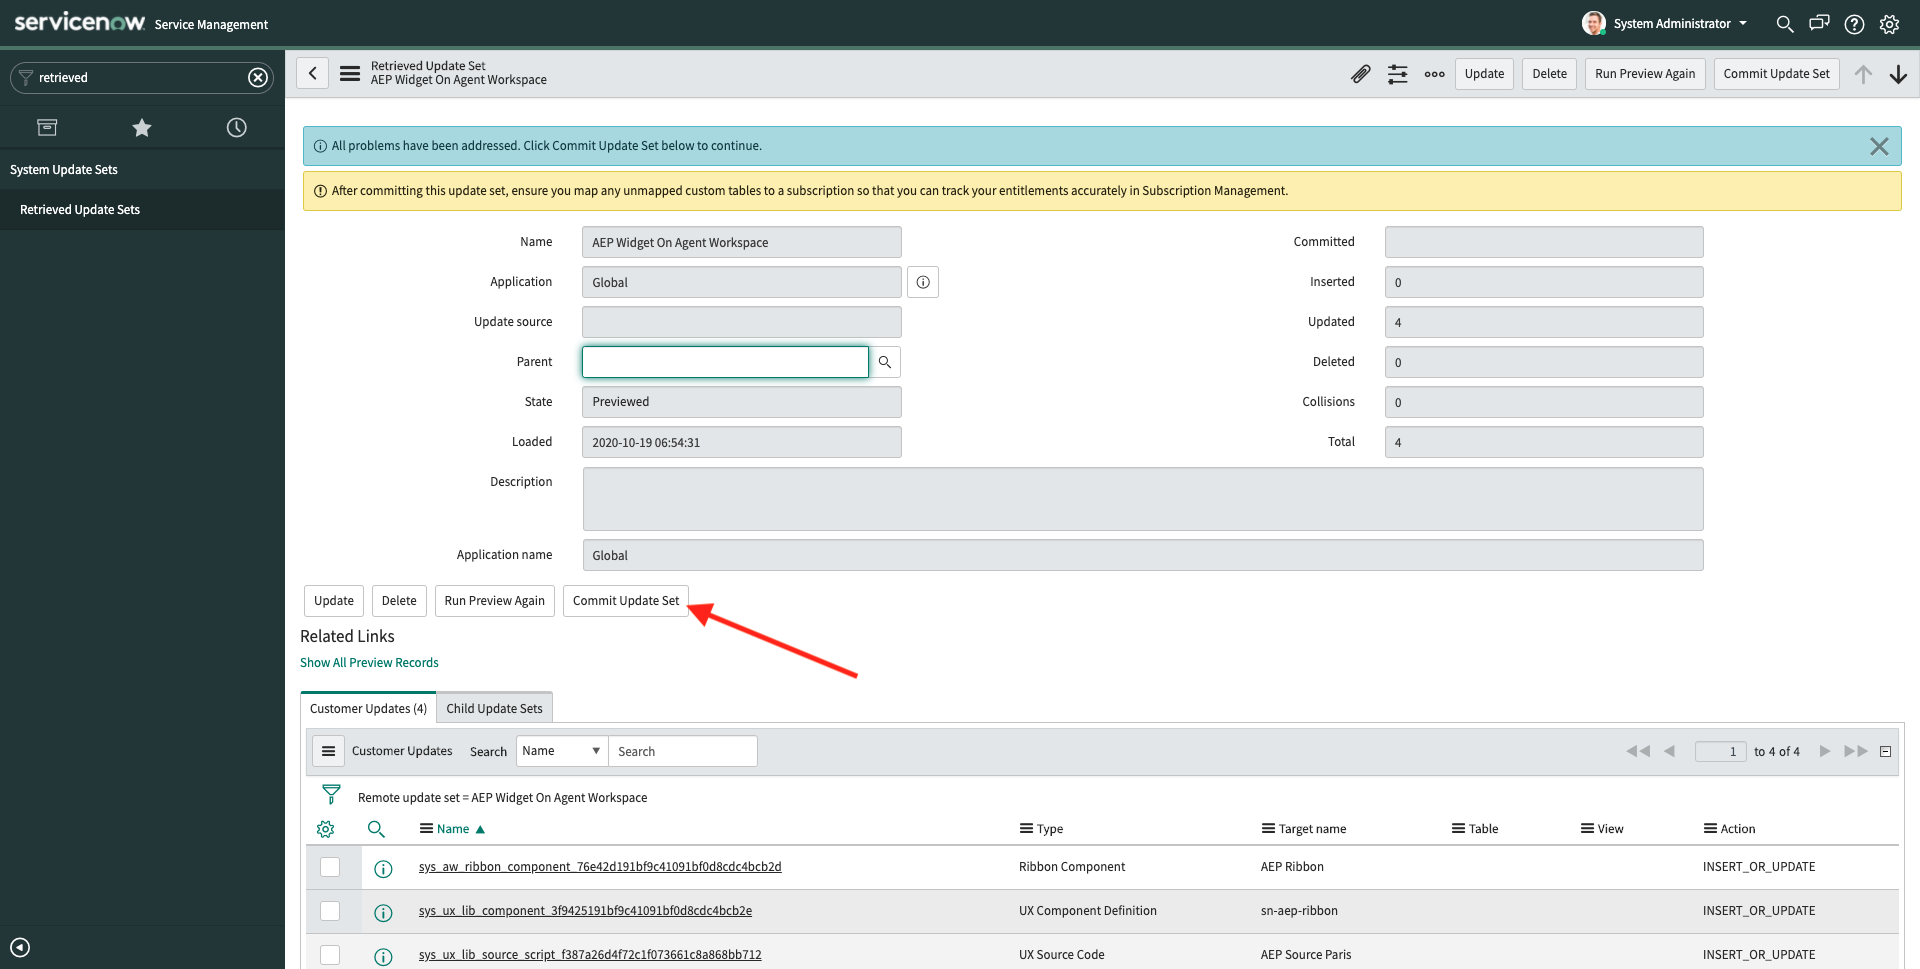 servicenow Service Management
System Administrator
retrieved
System Update Sets
Retrieved Update Sets
Retrieved Update Set
AEP Widget On Agent Workspace
Update Delete Run Preview Again Commit Update Set
All problems have been addressed. Click Commit Update Set below to continue.
After committing this update set, ensure you map any unmapped custom tables to a subscription so that you can track your entitlements accurately in Subscription Management.
Name AEP Widget On Agent Workspace Committed
Application Global Inserted 0
Update source Updated 4
Parent Deleted 0
State Previewed Collisions 0
Loaded 2020-10-19 06:54:31 Total 4
Description
Application name Global
Update Delete Run Preview Again Commit Update Set
Related Links
Show All Preview Records
Customer Updates (4) Child Update Sets
Customer Updates Search Name Search 1 to 4 of 4
Remote update set = AEP Widget On Agent Workspace
Name Type Target name Table View Action
sys_aw_ribbon_component_76e42d191bf9c41091bf0d8cdc4bcb2d Ribbon Component AEP Ribbon INSERT_OR_UPDATE
sys_ux_lib_component_3f9425191bf9c41091bf0d8cdc4bcb2e UX Component Definition sn-aep-ribbon INSERT_OR_UPDATE
sys_ux_lib_source_script_f387a26d4f72c1f073661c8a868bb712 UX Source Code AEP Source Paris INSERT_OR_UPDATE